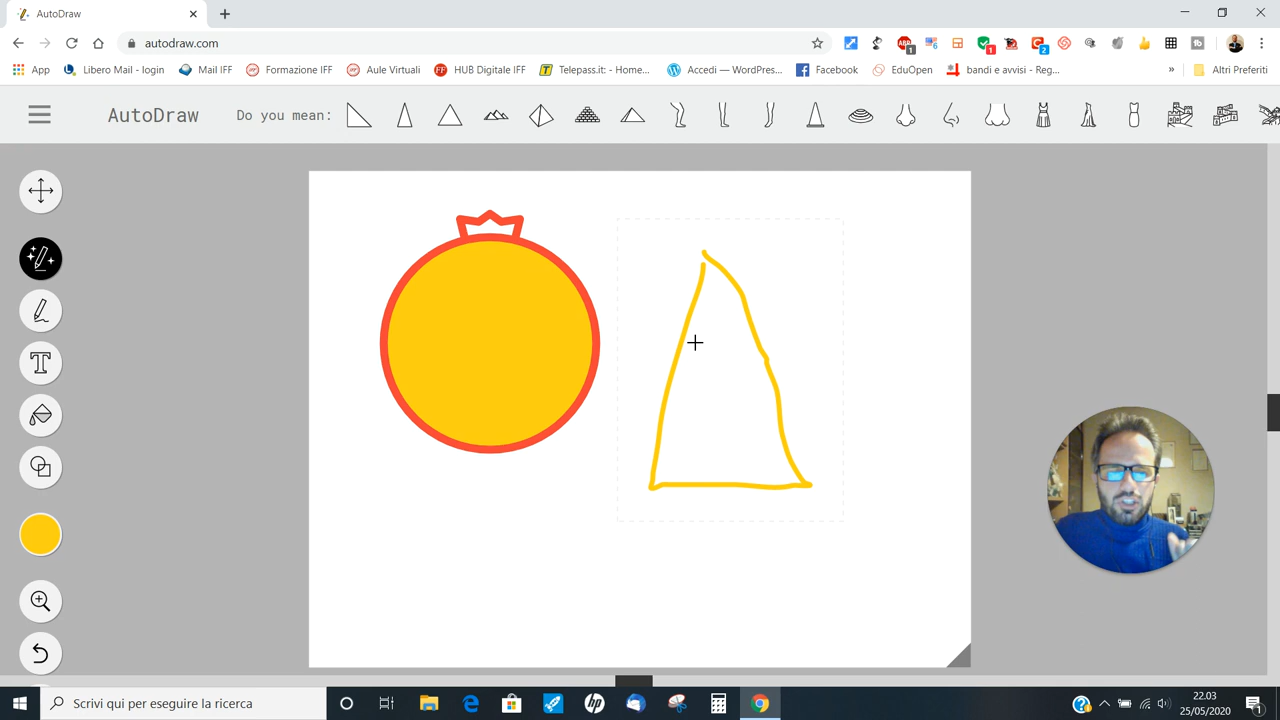 AutoDraw
autodraw.com
App Libero Mail - login Mail IFF Formazione IFF Aule Virtuali HUB Digitale IFF Telepass.it: - Home... Accedi — WordPres... Facebook EduOpen bandi e avvisi - Reg... » Altri Preferiti
AutoDraw Do you mean:
T
Scrivi qui per eseguire la ricerca
22.03
25/05/2020